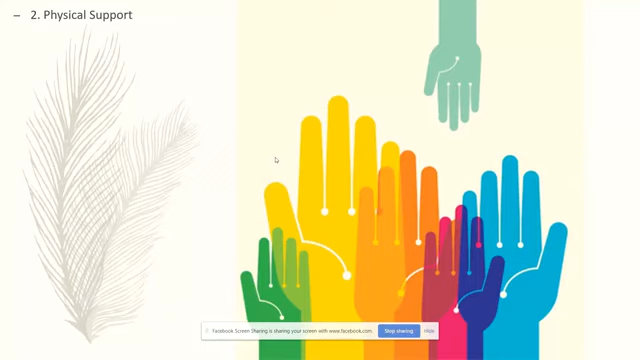 – 2. Physical Support
Facebook Screen Sharing is sharing your screen with www.facebook.com. Stop sharing Hide